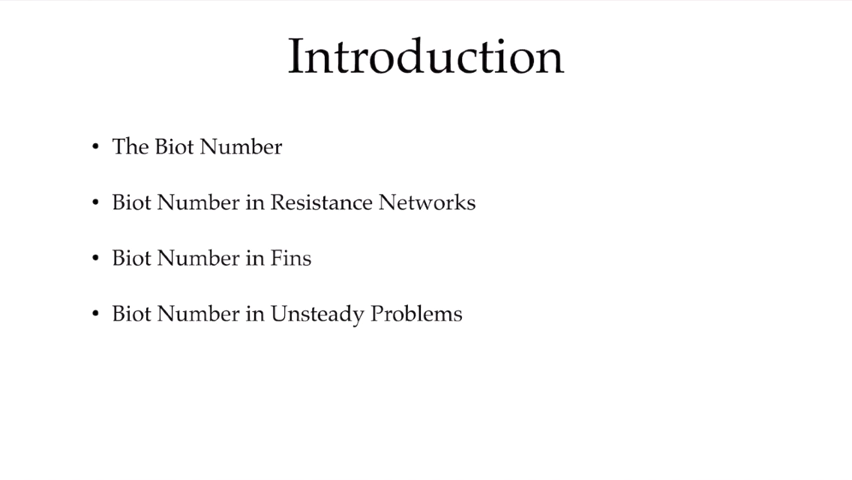 Introduction
• The Biot Number
• Biot Number in Resistance Networks
• Biot Number in Fins
• Biot Number in Unsteady Problems